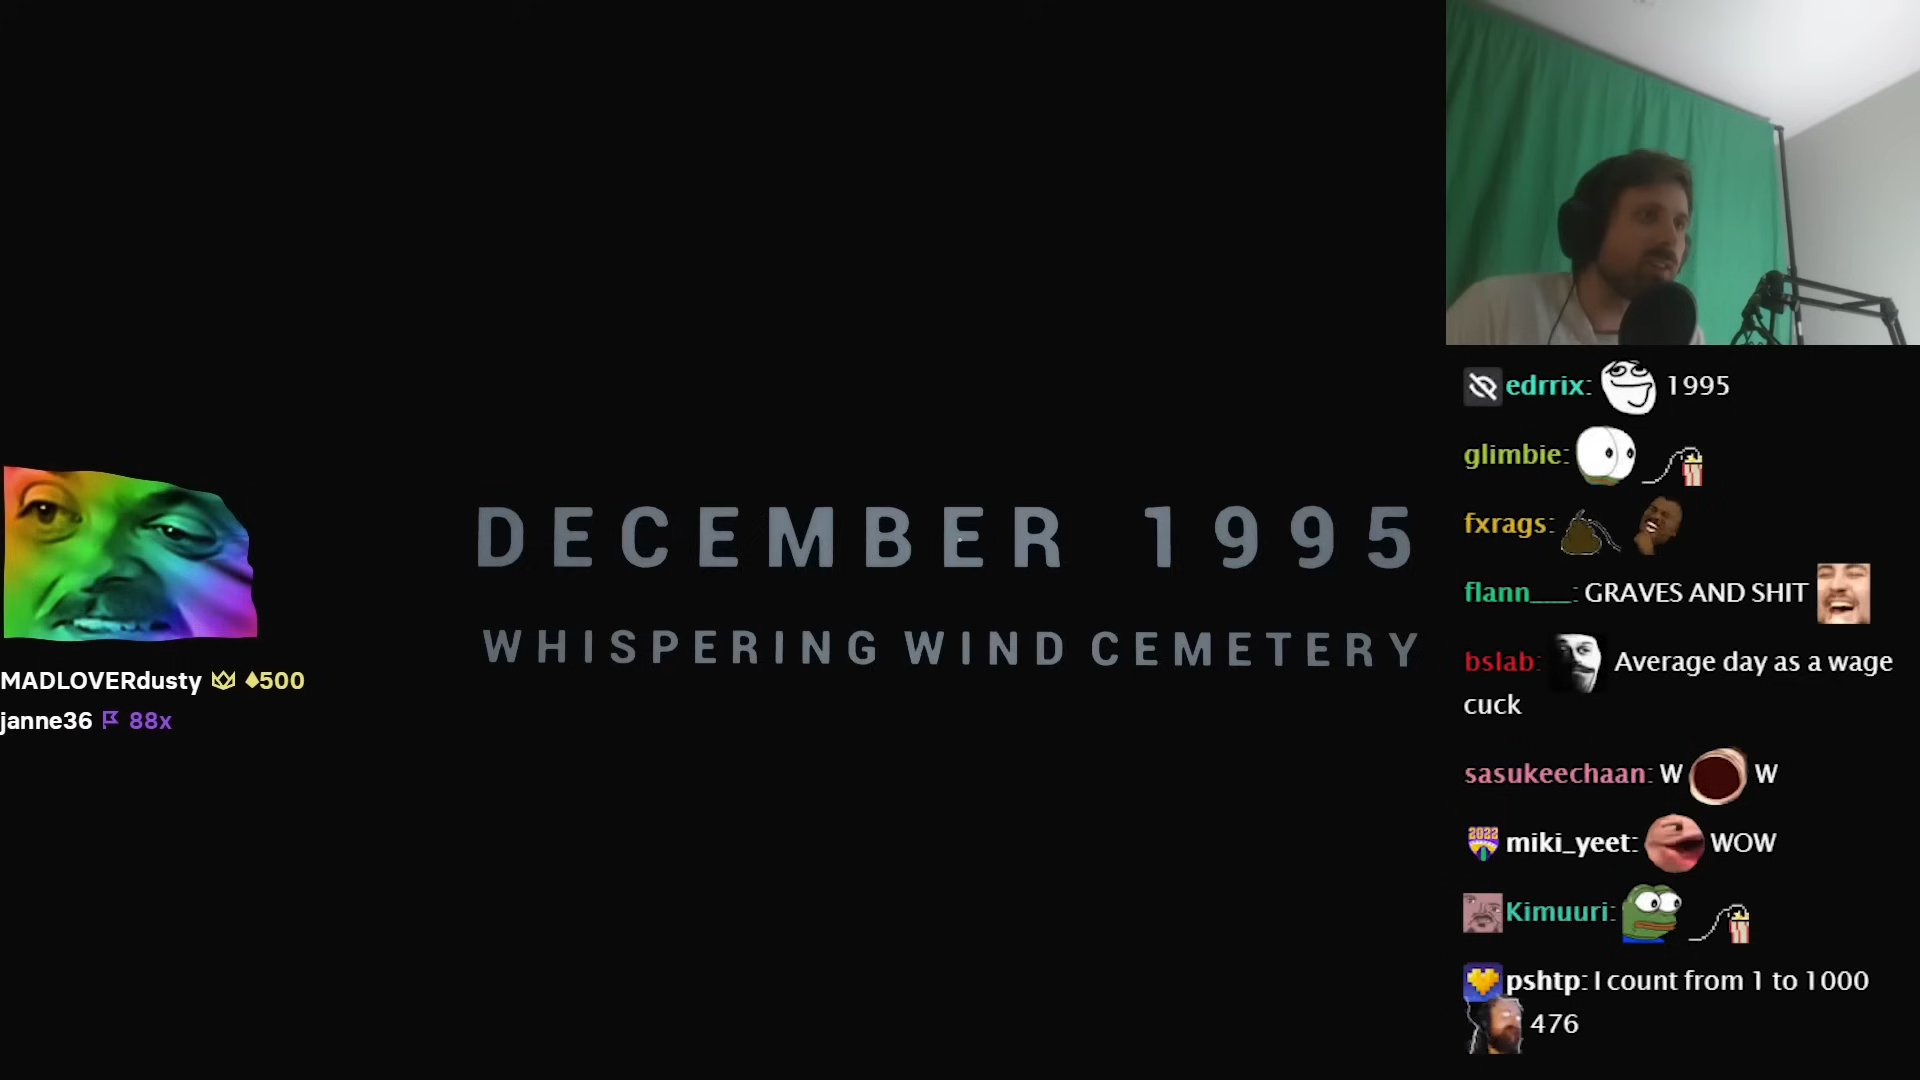 DECEMBER 1995
WHISPERING WIND CEMETERY
MADLOVERdusty 500
janne36 88x
edrrix: 1995
glimbie:
fxrags:
flann___: GRAVES AND SHIT
bslab: Average day as a wage
cuck
sasukeechaan: W W
2022
miki_yeet: WOW
Kimuuri:
pshtp: I count from 1 to 1000
476